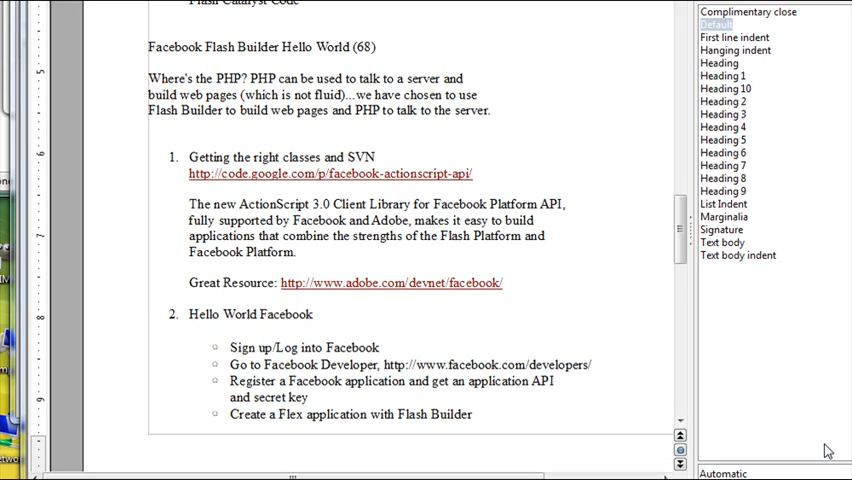 Flash Catalyst Code
Facebook Flash Builder Hello World (68)
Where's the PHP? PHP can be used to talk to a server and
build web pages (which is not fluid)...we have chosen to use
Flash Builder to build web pages and PHP to talk to the server.
1. Getting the right classes and SVN
http://code.google.com/p/facebook-actionscript-api/
The new ActionScript 3.0 Client Library for Facebook Platform API,
fully supported by Facebook and Adobe, makes it easy to build
applications that combine the strengths of the Flash Platform and
Facebook Platform.
Great Resource: http://www.adobe.com/devnet/facebook/
2. Hello World Facebook
Sign up/Log into Facebook
Go to Facebook Developer, http://www.facebook.com/developers/
Register a Facebook application and get an application API
and secret key
Create a Flex application with Flash Builder
5
6
7
8
9
Complimentary close
Default
First line indent
Hanging indent
Heading
Heading 1
Heading 10
Heading 2
Heading 3
Heading 4
Heading 5
Heading 6
Heading 7
Heading 8
Heading 9
List Indent
Marginalia
Signature
Text body
Text body indent
Automatic